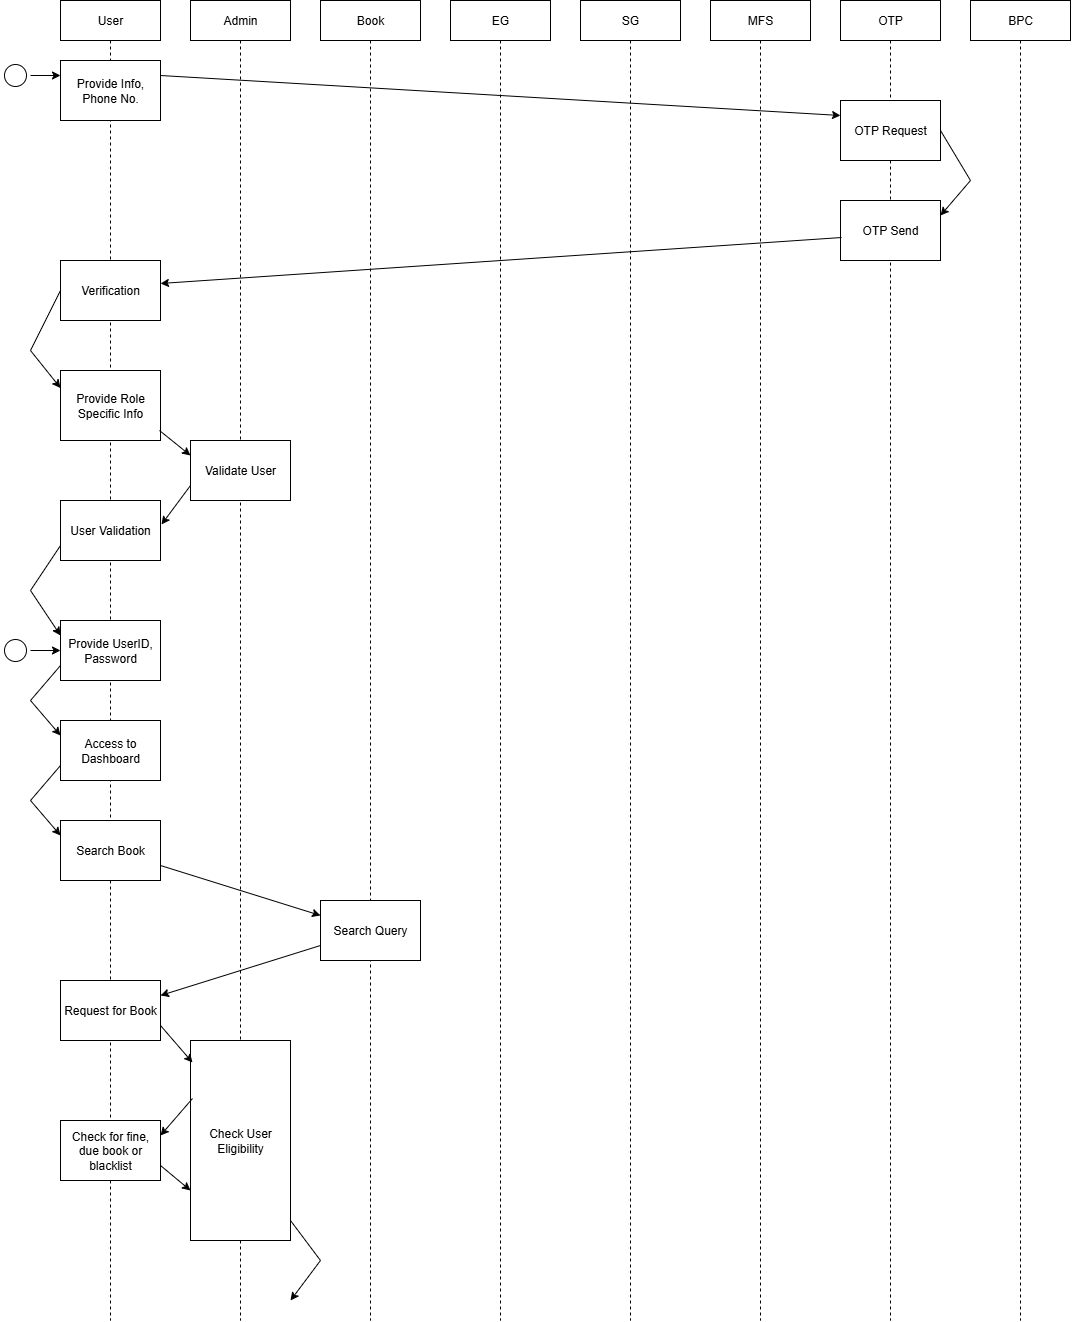 User
Admin
Book
EG
SG
MFS
OTP
BPC
Provide Info,
Phone No.
OTP Request
OTP Send
Verification
Provide Role
Specific Info
Validate User
User Validation
Provide UserID,
Password
Access to
Dashboard
Search Book
Search Query
Request for Book
Check User
Eligibility
Check for fine,
due book or
blacklist